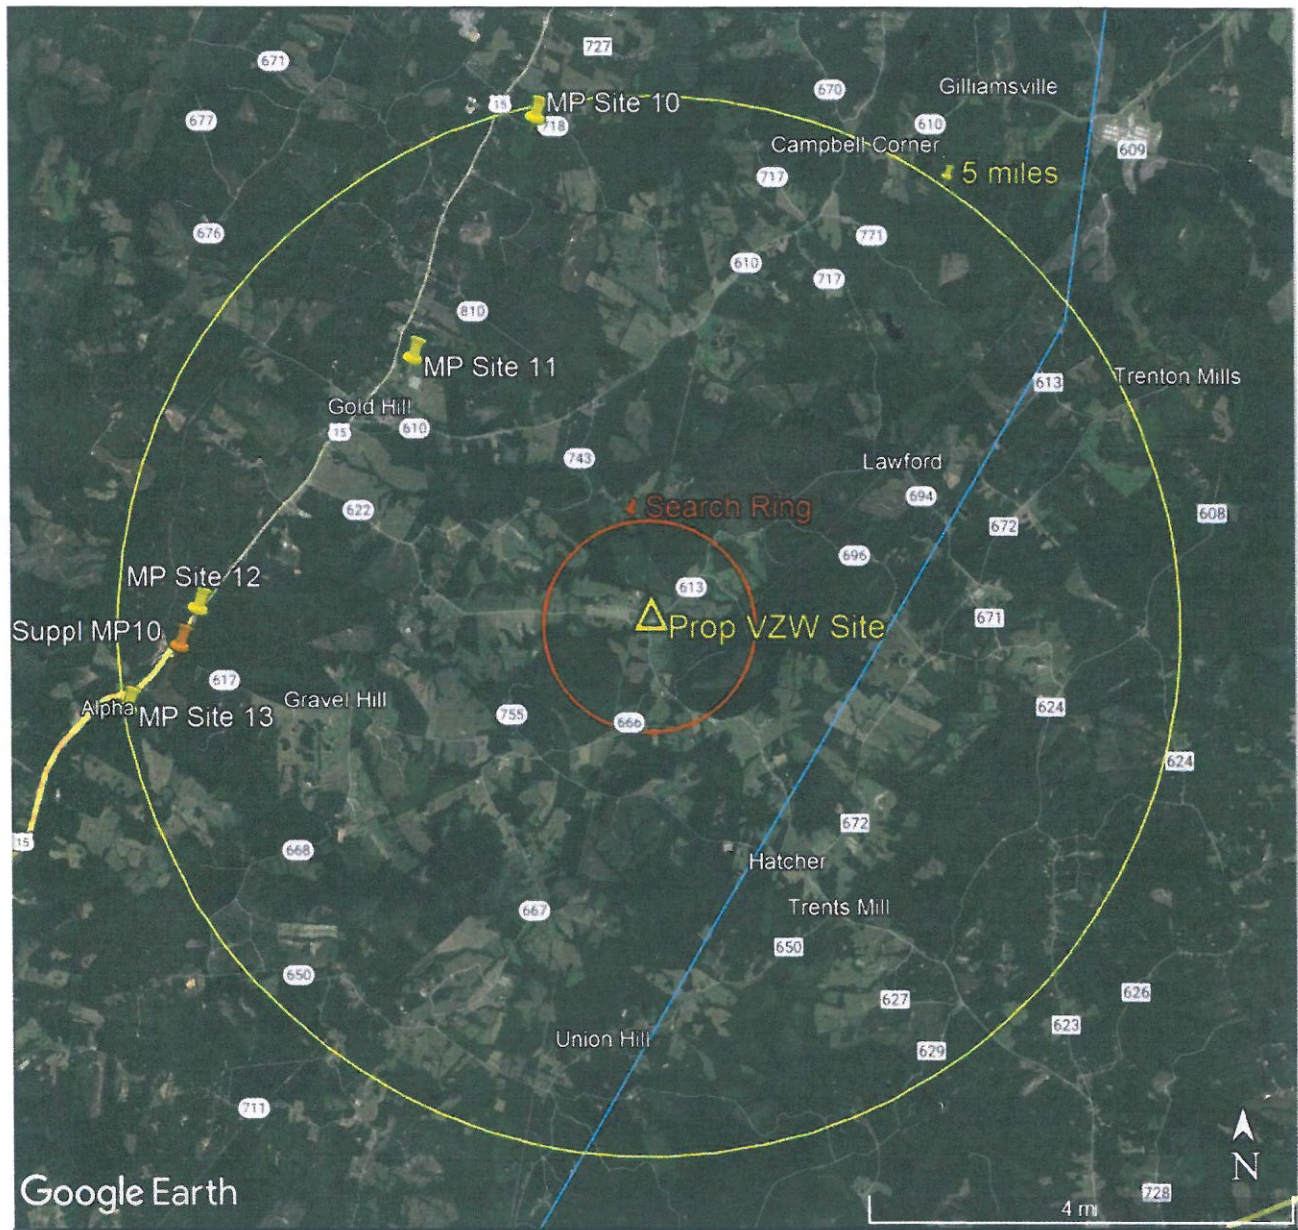 727
671
670
Gilliamsville
15
MP Site 10
677
718
610
Campbell Corner
609
717
5 miles
676
771
610
717
810
MP Site 11
613
Trenton Mills
Gold Hill
15
610
743
Lawford
694
Search Ring
622
608
672
696
MP Site 12
613
671
Suppl MP10
Prop VZW Site
617
Gravel Hill
Alpha
MP Site 13
755
666
624
624
15
672
668
Hatcher
667
Trents Mill
650
650
626
627
623
Union Hill
629
711
N
Google Earth
728
4 mi